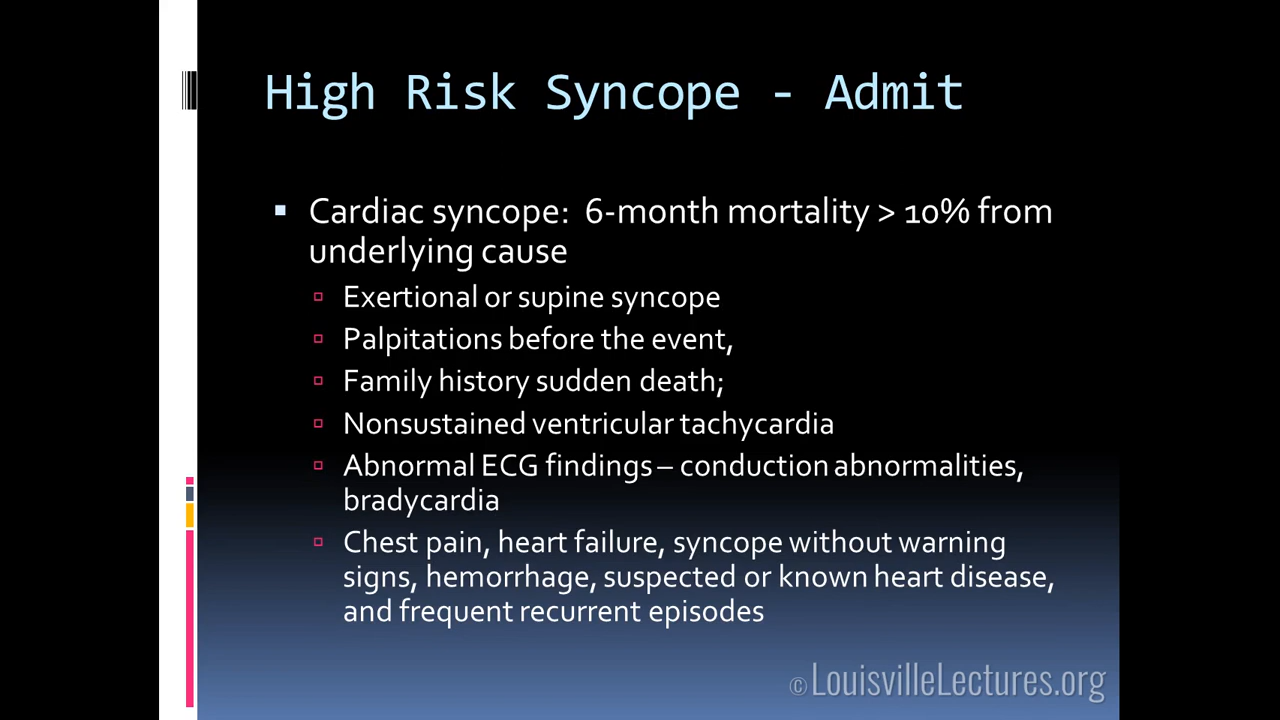 High Risk Syncope - Admit
Cardiac syncope: 6-month mortality > 10% from
underlying cause
Exertional or supine syncope
Palpitations before the event,
Family history sudden death;
Nonsustained ventricular tachycardia
Abnormal ECG findings – conduction abnormalities,
bradycardia
Chest pain, heart failure, syncope without warning
signs, hemorrhage, suspected or known heart disease,
and frequent recurrent episodes
© LouisvilleLectures.org